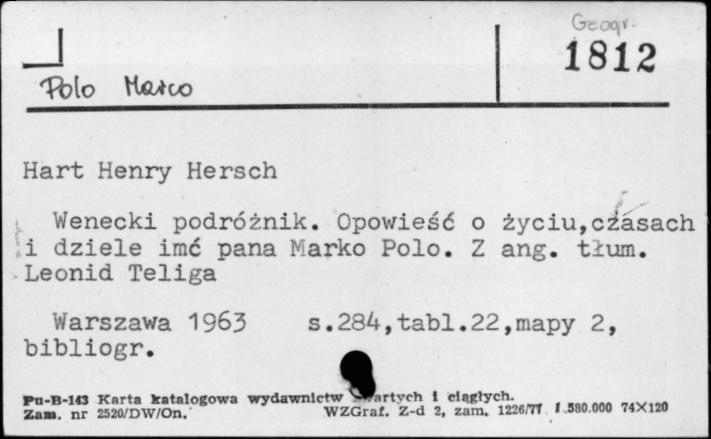 Geogr.
1812
Polo Marco
Hart Henry Hersch
Wenecki podróżnik. Opowieść o życiu,czasach
i dziele imć pana Marko Polo. Z ang. tłum.
Leonid Teliga
Warszawa 1963 s.284,tabl.22,mapy 2,
bibliogr.
Pu-B-143 Karta katalogowa wydawnictw zwartych i ciągłych.
Zam. nr 2520/DW/On. WZGraf. Z-d 2, zam. 1226/77 1.580.000 74X120